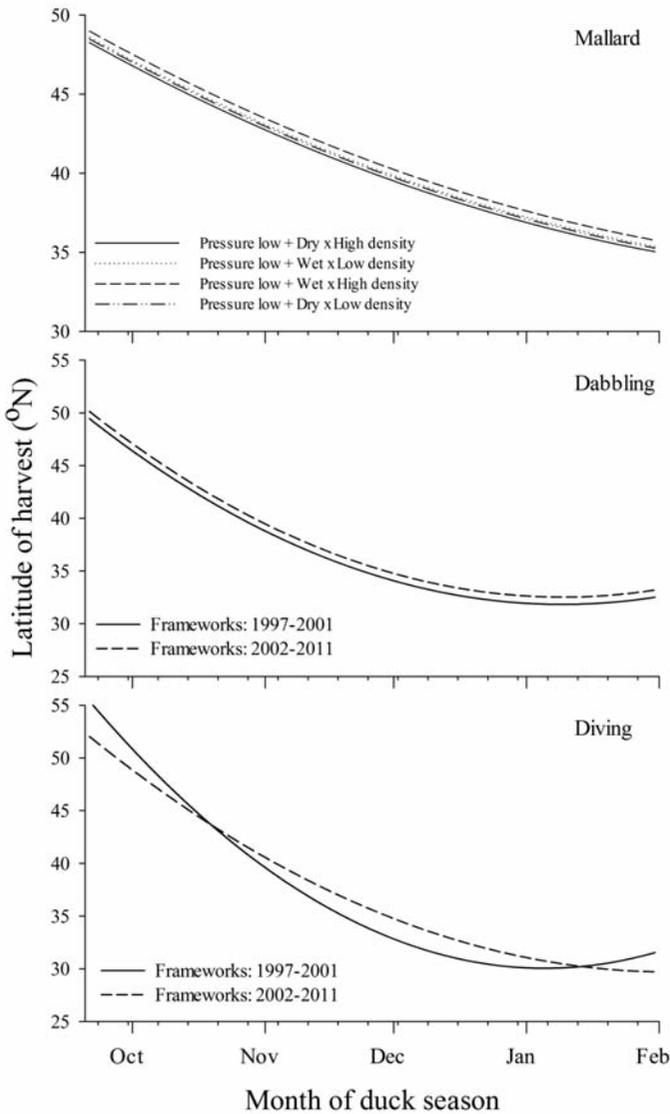 50
Mallard
45
40
35
30
Pressure low + Dry x High density
Pressure low + Wet x Low density
Pressure low + Wet x High density
Pressure low + Dry x Low density
Latitude of harvest (ºN)
55
Dabbling
50
45
40
35
30
25
Frameworks: 1997-2001
Frameworks: 2002-2011
55
Diving
50
45
40
35
30
25
Frameworks: 1997-2001
Frameworks: 2002-2011
Oct Nov Dec Jan Feb
Month of duck season